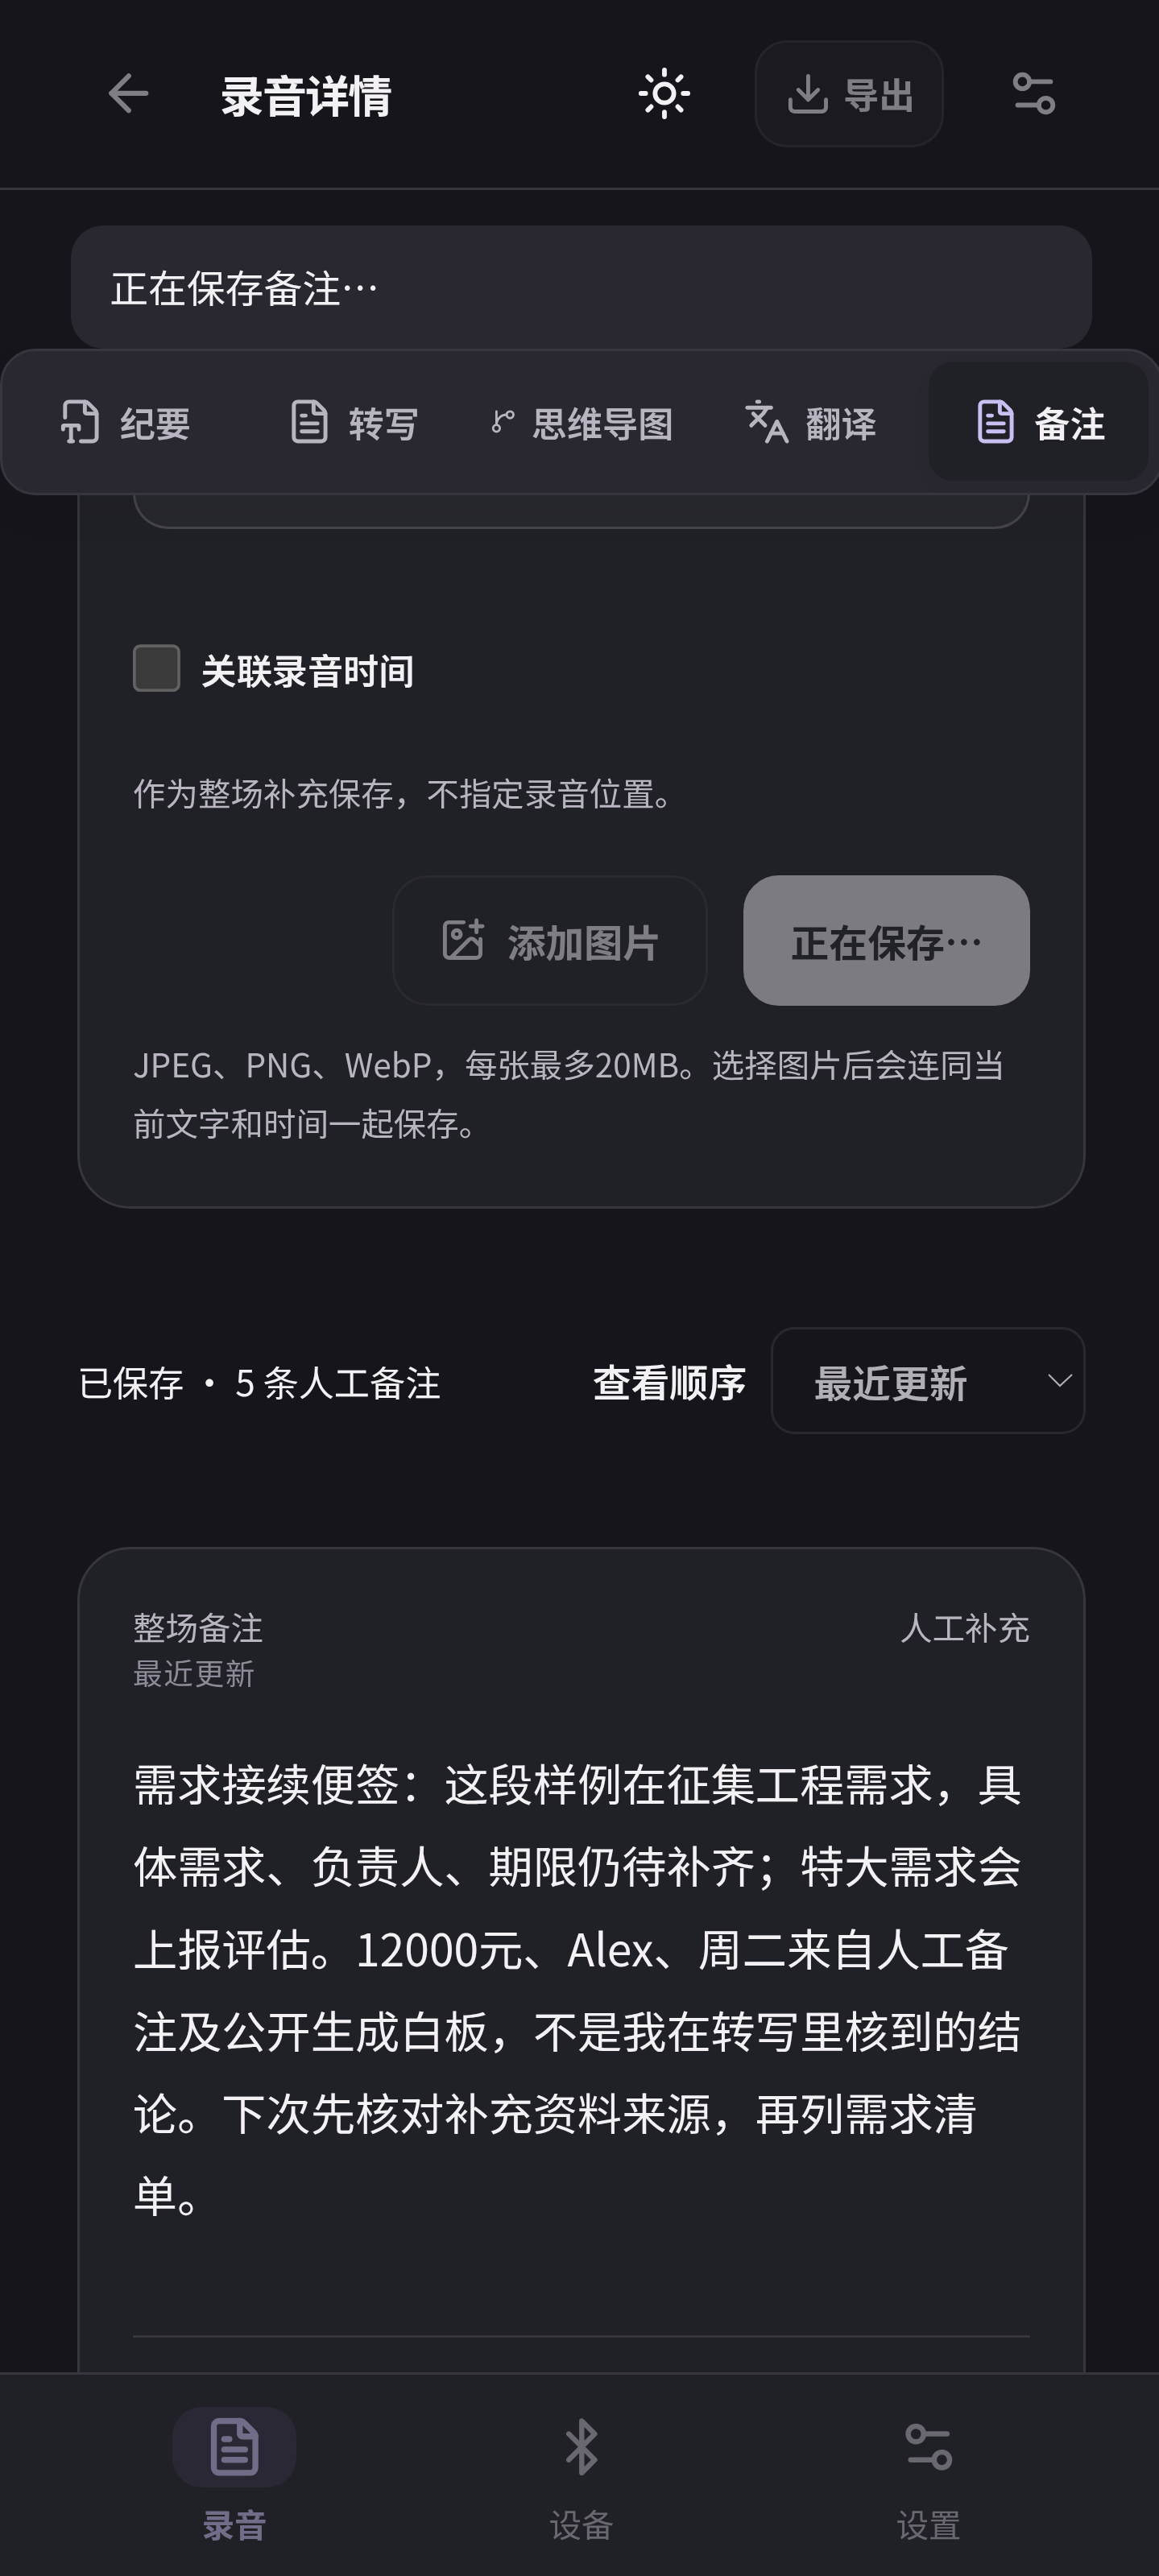 录音详情
导出
正在保存备注…
纪要
转写
思维导图
翻译
备注
关联录音时间
作为整场补充保存，不指定录音位置。
添加图片
正在保存…
JPEG、PNG、WebP，每张最多20MB。选择图片后会连同当
前文字和时间一起保存。
已保存 · 5 条人工备注
查看顺序
最近更新
整场备注
人工补充
最近更新
需求接续便签：这段样例在征集工程需求，具
体需求、负责人、期限仍待补齐；特大需求会
上报评估。12000元、Alex、周二来自人工备
注及公开生成白板，不是我在转写里核到的结
论。下次先核对补充资料来源，再列需求清
单。
录音
设备
设置